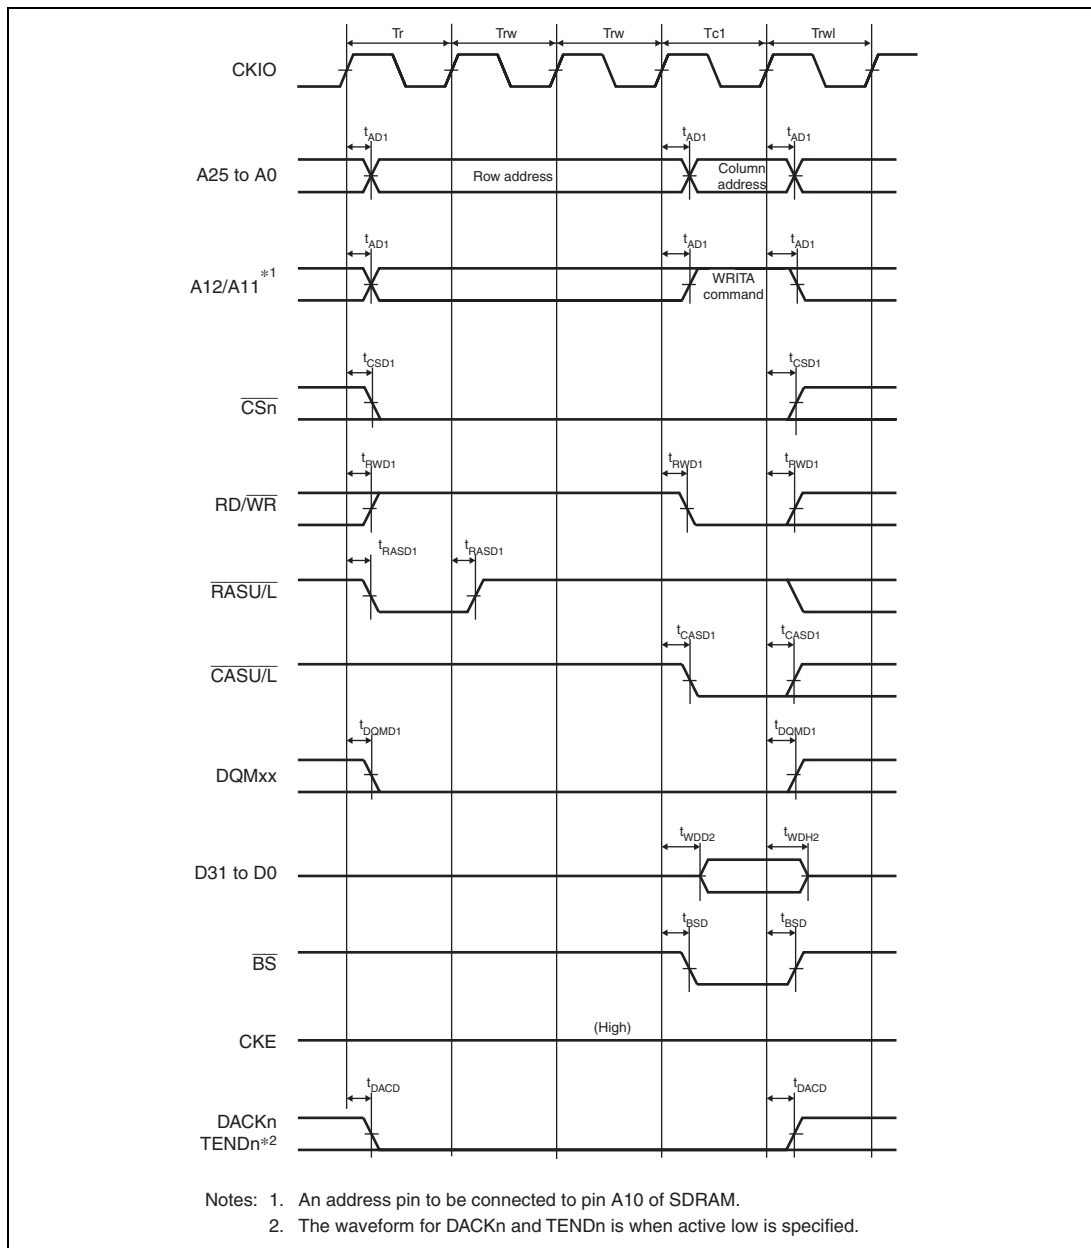 Tr Trw Trw Tc1 Trwl
CKIO
tAD1 tAD1 tAD1
A25 to A0 Row address Column address
tAD1 tAD1 tAD1
A12/A11*1 WRITA command
tCSD1 tCSD1
CSn
tRWD1 tRWD1 tRWD1
RD/WR
tRASD1 tRASD1
RASU/L
tCASD1 tCASD1
CASU/L
tDQMD1 tDQMD1
DQMxx
tWDD2 tWDH2
D31 to D0
tBSD tBSD
BS
(High)
CKE
tDACD tDACD
DACKn
TENDn*2
Notes: 1. An address pin to be connected to pin A10 of SDRAM.
2. The waveform for DACKn and TENDn is when active low is specified.